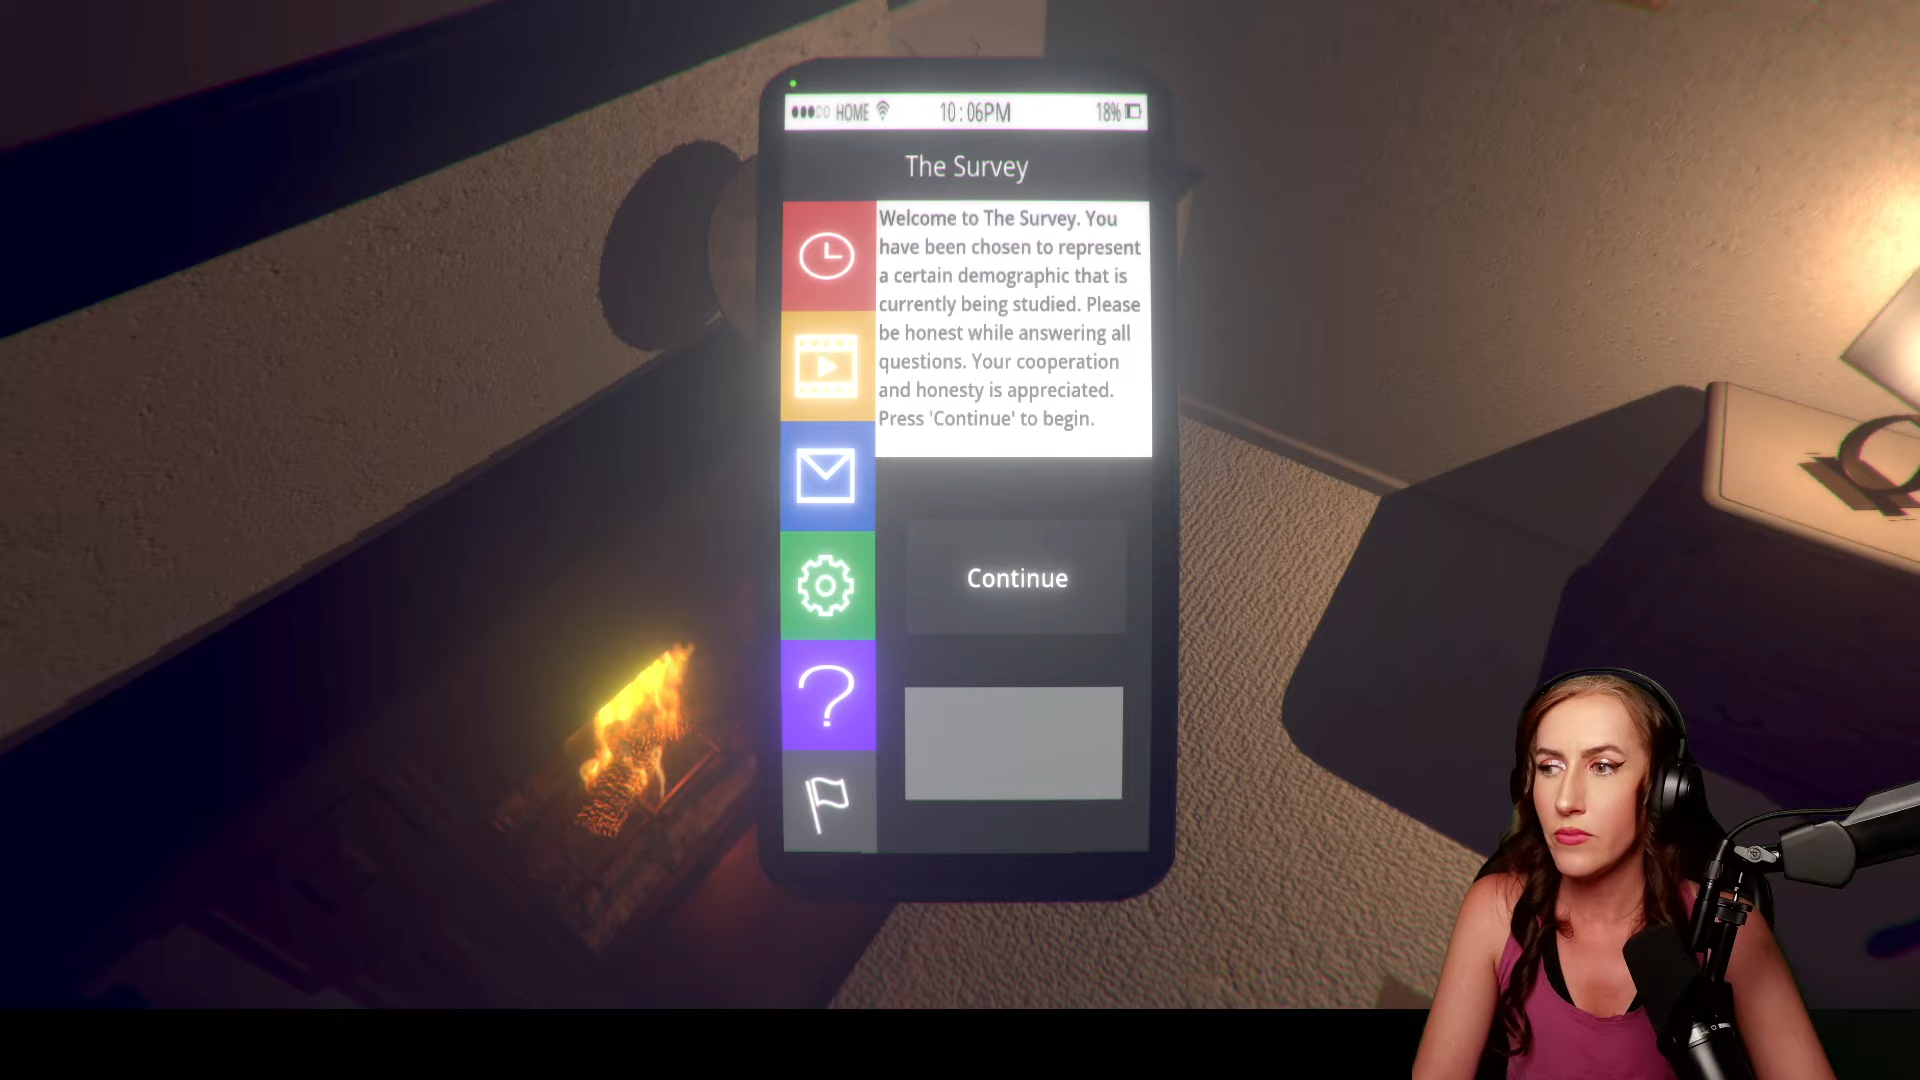 HOME 10:06PM 18%
The Survey
Welcome to The Survey. You
have been chosen to represent
a certain demographic that is
currently being studied. Please
be honest while answering all
questions. Your cooperation
and honesty is appreciated.
Press 'Continue' to begin.
Continue